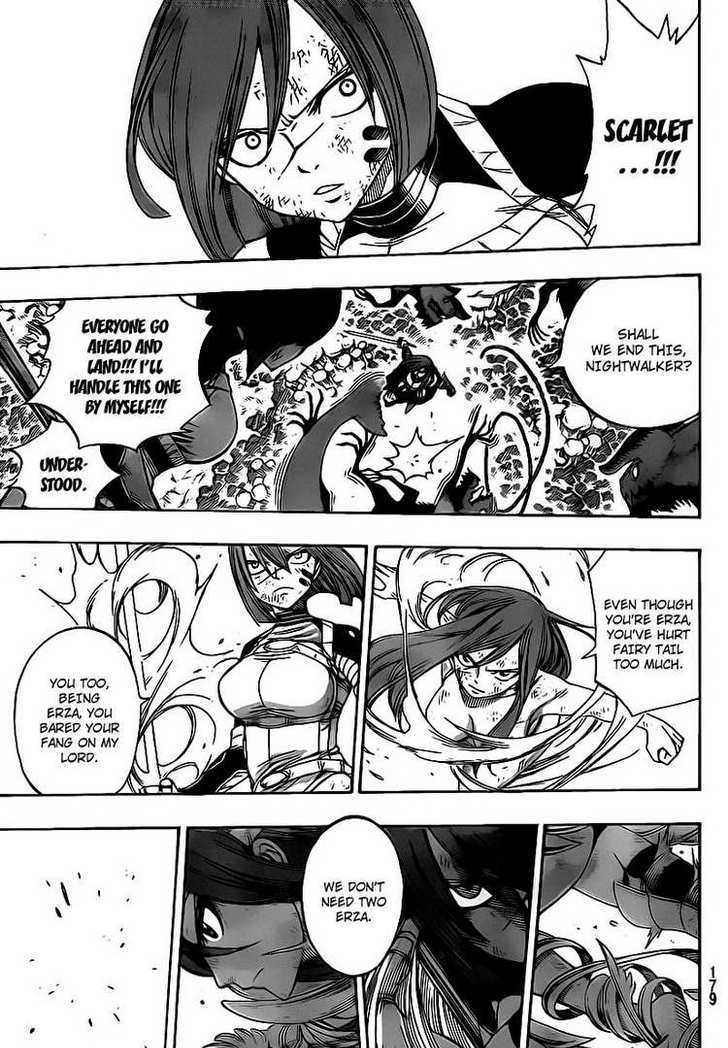 SCARLET
...!!!
SHALL
WE END THIS,
NIGHTWALKER?
EVERYONE GO
AHEAD AND
LAND!!! I'LL
HANDLE THIS ONE
BY MYSELF!!!
UNDER-
STOOD.
EVEN THOUGH
YOU'RE ERZA,
YOU'VE HURT
FAIRY TAIL
TOO MUCH.
YOU TOO,
BEING
ERZA, YOU
BARED YOUR
FANG ON MY
LORD.
WE DON'T
NEED TWO
ERZA.
179